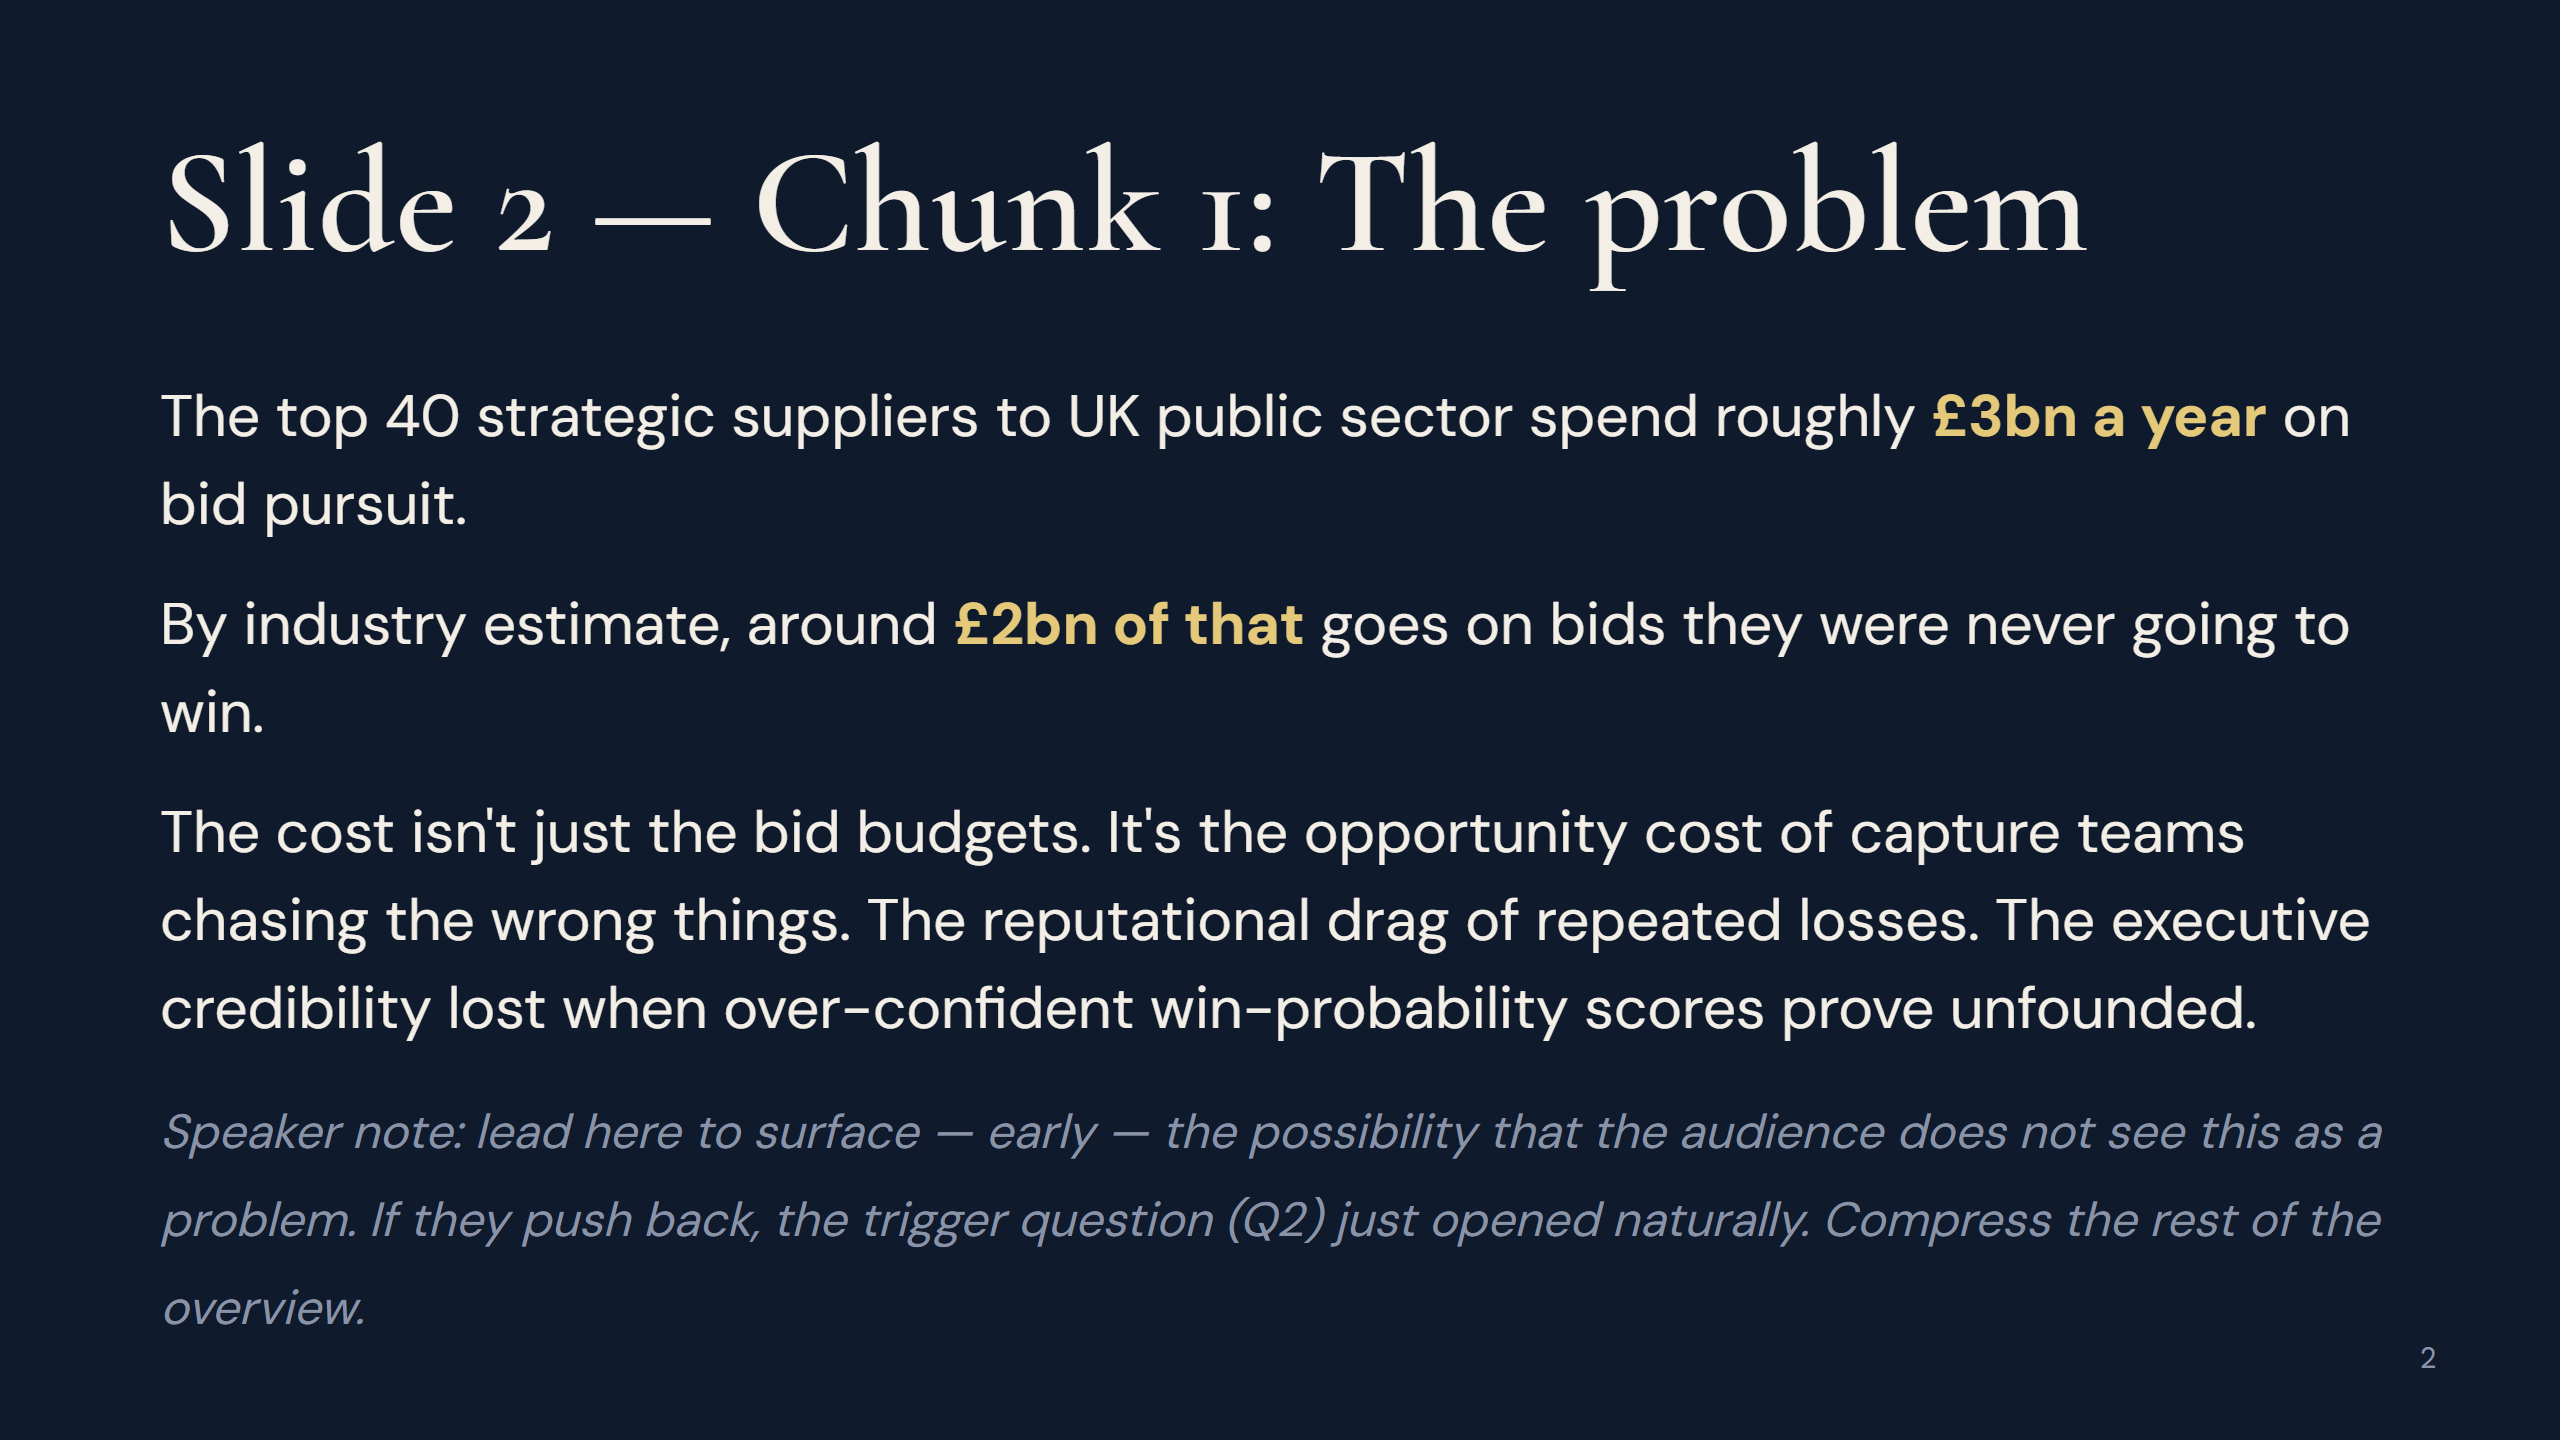 Slide 2 — Chunk 1: The problem
The top 40 strategic suppliers to UK public sector spend roughly £3bn a year on
bid pursuit.
By industry estimate, around £2bn of that goes on bids they were never going to
win.
The cost isn't just the bid budgets. It's the opportunity cost of capture teams
chasing the wrong things. The reputational drag of repeated losses. The executive
credibility lost when over-confident win-probability scores prove unfounded.
Speaker note: lead here to surface — early — the possibility that the audience does not see this as a
problem. If they push back, the trigger question (Q2) just opened naturally. Compress the rest of the
overview.
2